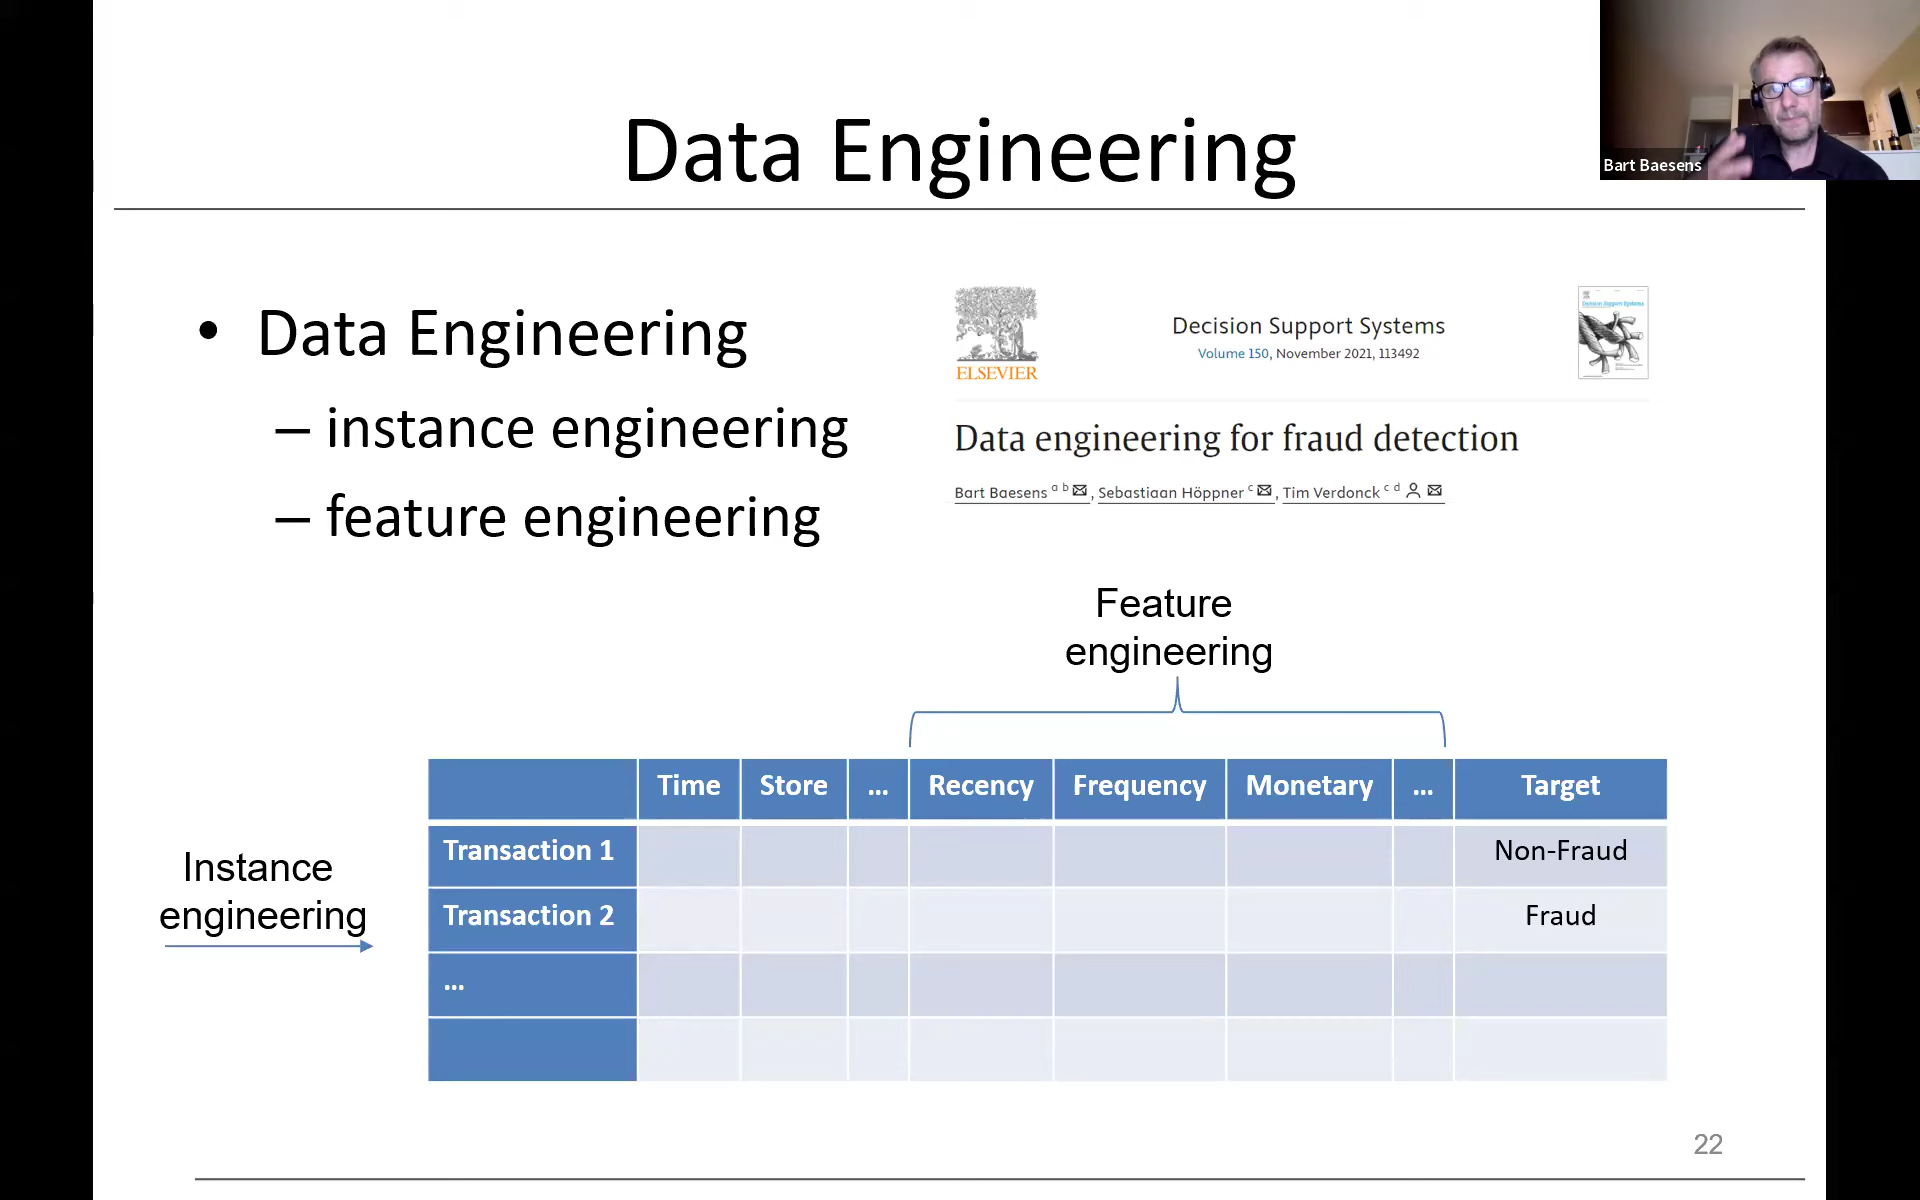 Data Engineering
Bart Baesens
• Data Engineering
– instance engineering
– feature engineering
ELSEVIER
Decision Support Systems
Volume 150, November 2021, 113492
Data engineering for fraud detection
Bart Baesens a b, Sebastiaan Höppner c, Tim Verdonck c d
Feature
engineering
Time Store ... Recency Frequency Monetary ... Target
Instance
engineering
Transaction 1 Non-Fraud
Transaction 2 Fraud
...
22